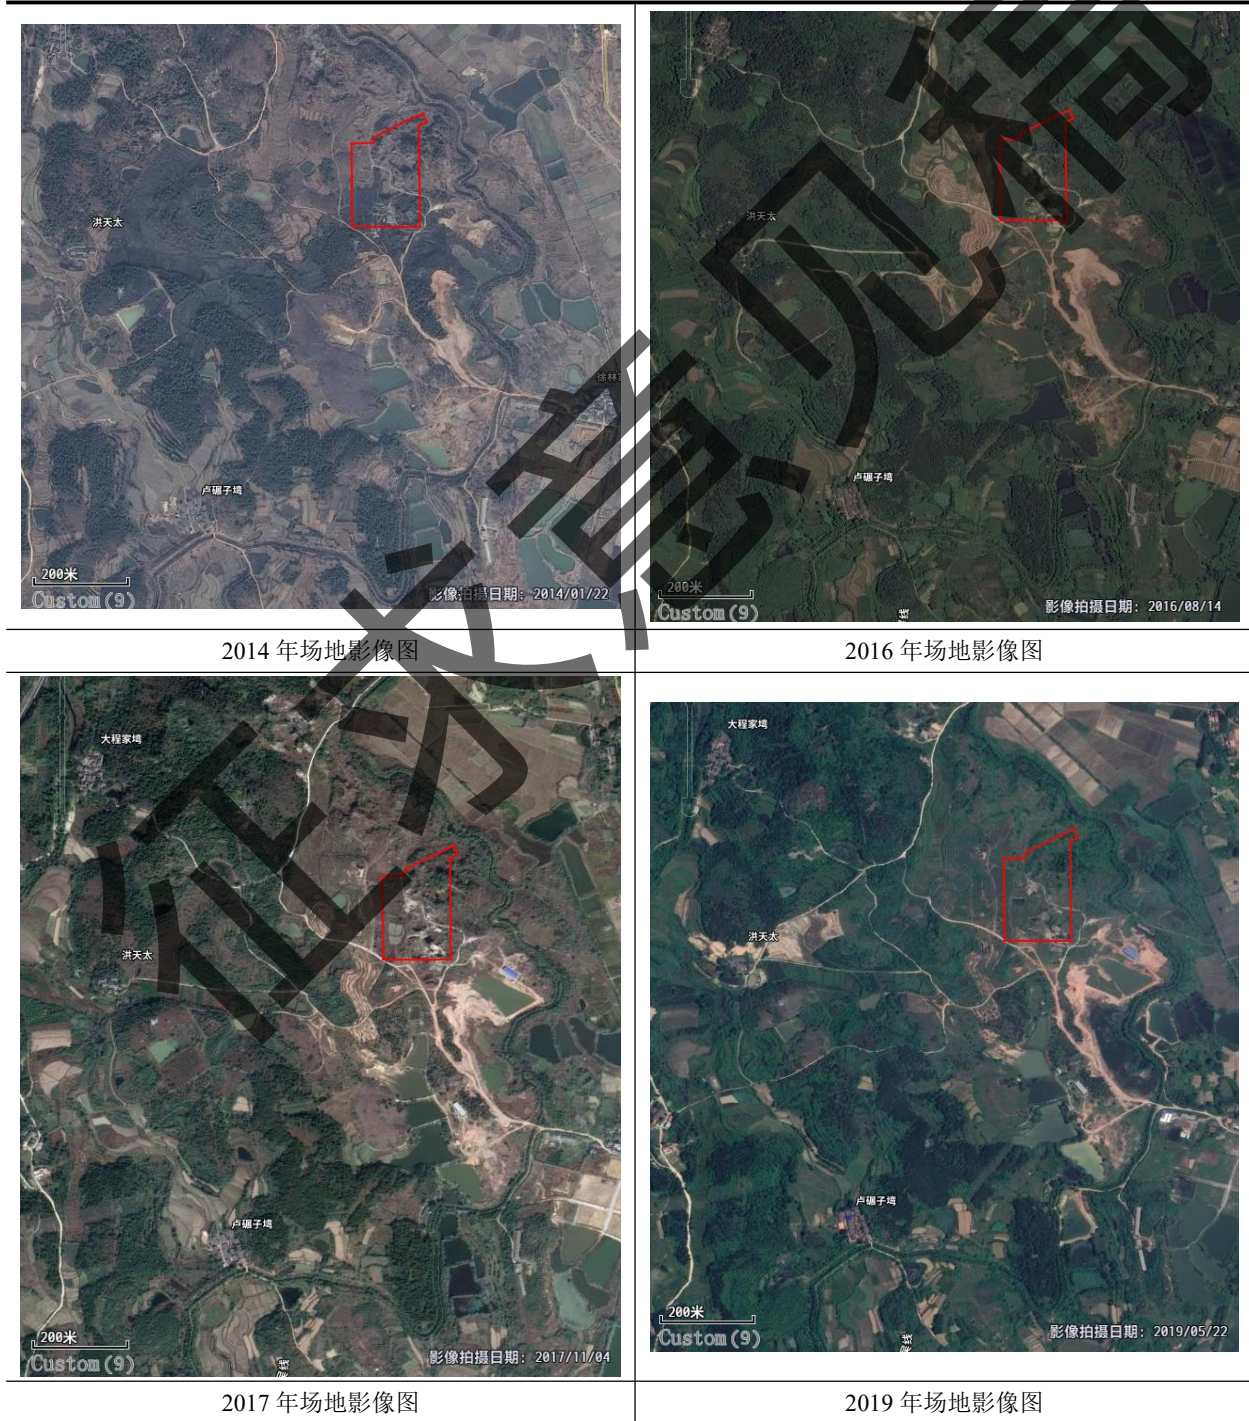 洪天太
徐林
卢碾子塆
200米
Custom(9)
影像拍摄日期: 2014/01/22
洪天太
卢碾子塆
200米
Custom(9)
影像拍摄日期: 2016/08/14
2014 年场地影像图
2016 年场地影像图
大程家塆
洪天太
卢碾子塆
200米
Custom(9)
影像拍摄日期: 2017/11/04
大程家塆
洪天太
卢碾子塆
200米
Custom(9)
影像拍摄日期: 2019/05/22
2017 年场地影像图
2019 年场地影像图
征求意见稿